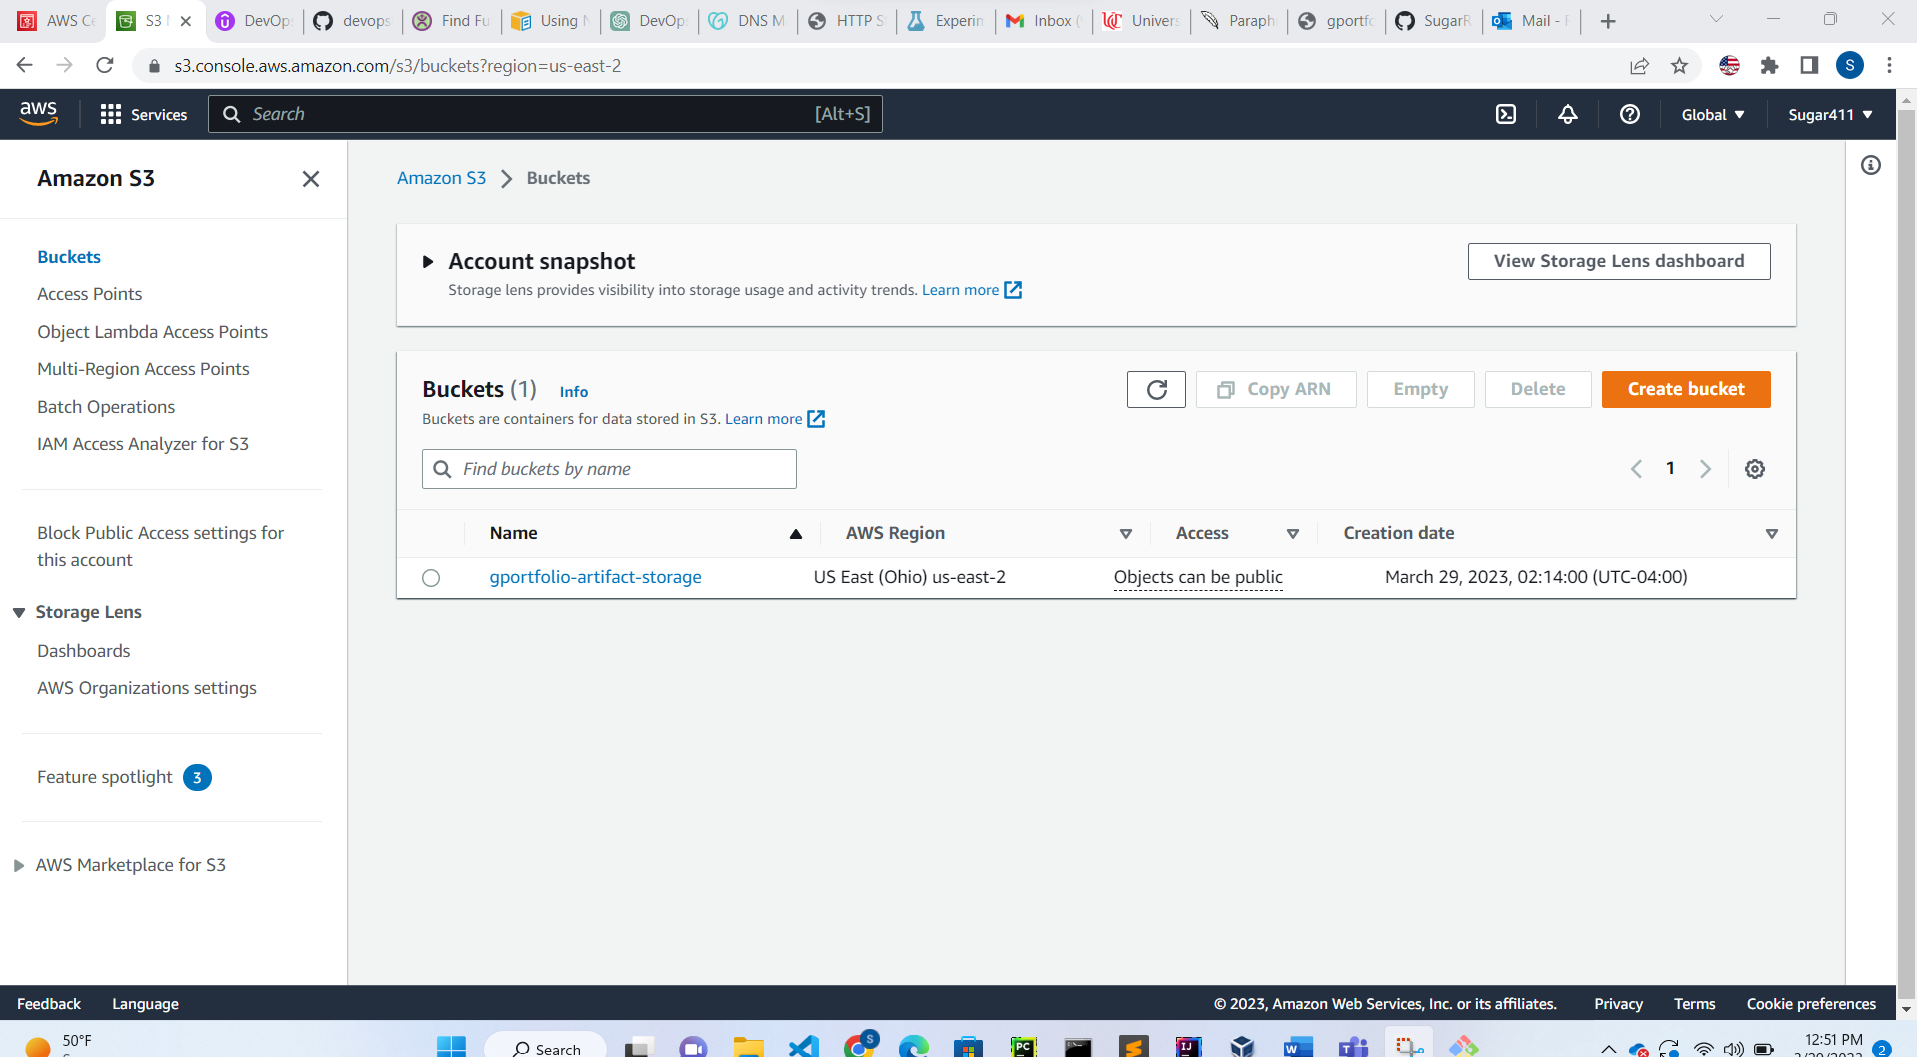 AWS Ce
S3 M
DevOps
devops
Find Fu
Using N
DevOp
DNS M
HTTP S
Experim
Inbox (
Univers
Paraph
gportfo
SugarR
Mail - F
s3.console.aws.amazon.com/s3/buckets?region=us-east-2
S
aws
Services
Search
[Alt+S]
Global
Sugar411
Amazon S3
Buckets
Access Points
Object Lambda Access Points
Multi-Region Access Points
Batch Operations
IAM Access Analyzer for S3
Block Public Access settings for
this account
Storage Lens
Dashboards
AWS Organizations settings
Feature spotlight 3
AWS Marketplace for S3
Amazon S3 > Buckets
Account snapshot
Storage lens provides visibility into storage usage and activity trends. Learn more
View Storage Lens dashboard
Buckets (1) Info
Buckets are containers for data stored in S3. Learn more
Copy ARN
Empty
Delete
Create bucket
Find buckets by name
1
Name AWS Region Access Creation date
gportfolio-artifact-storage US East (Ohio) us-east-2 Objects can be public March 29, 2023, 02:14:00 (UTC-04:00)
Feedback Language
© 2023, Amazon Web Services, Inc. or its affiliates. Privacy Terms Cookie preferences
50°F
Search
S
PC
IJ
W
12:51 PM
2